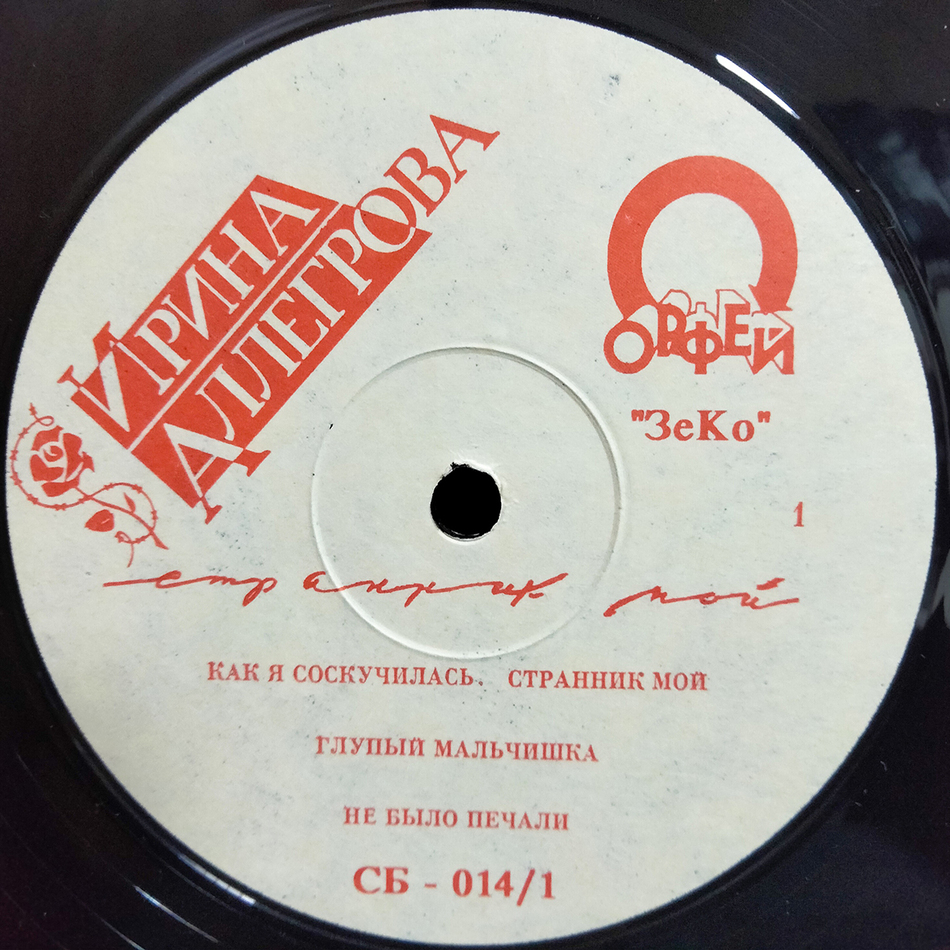 ИРИНА
АЛЛЕГРОВА
ОРФЕЙ
"ЗеКо"
1
странник мой
КАК Я СОСКУЧИЛАСЬ. СТРАННИК МОЙ
ГЛУПЫЙ МАЛЬЧИШКА
НЕ БЫЛО ПЕЧАЛИ
СБ - 014/1